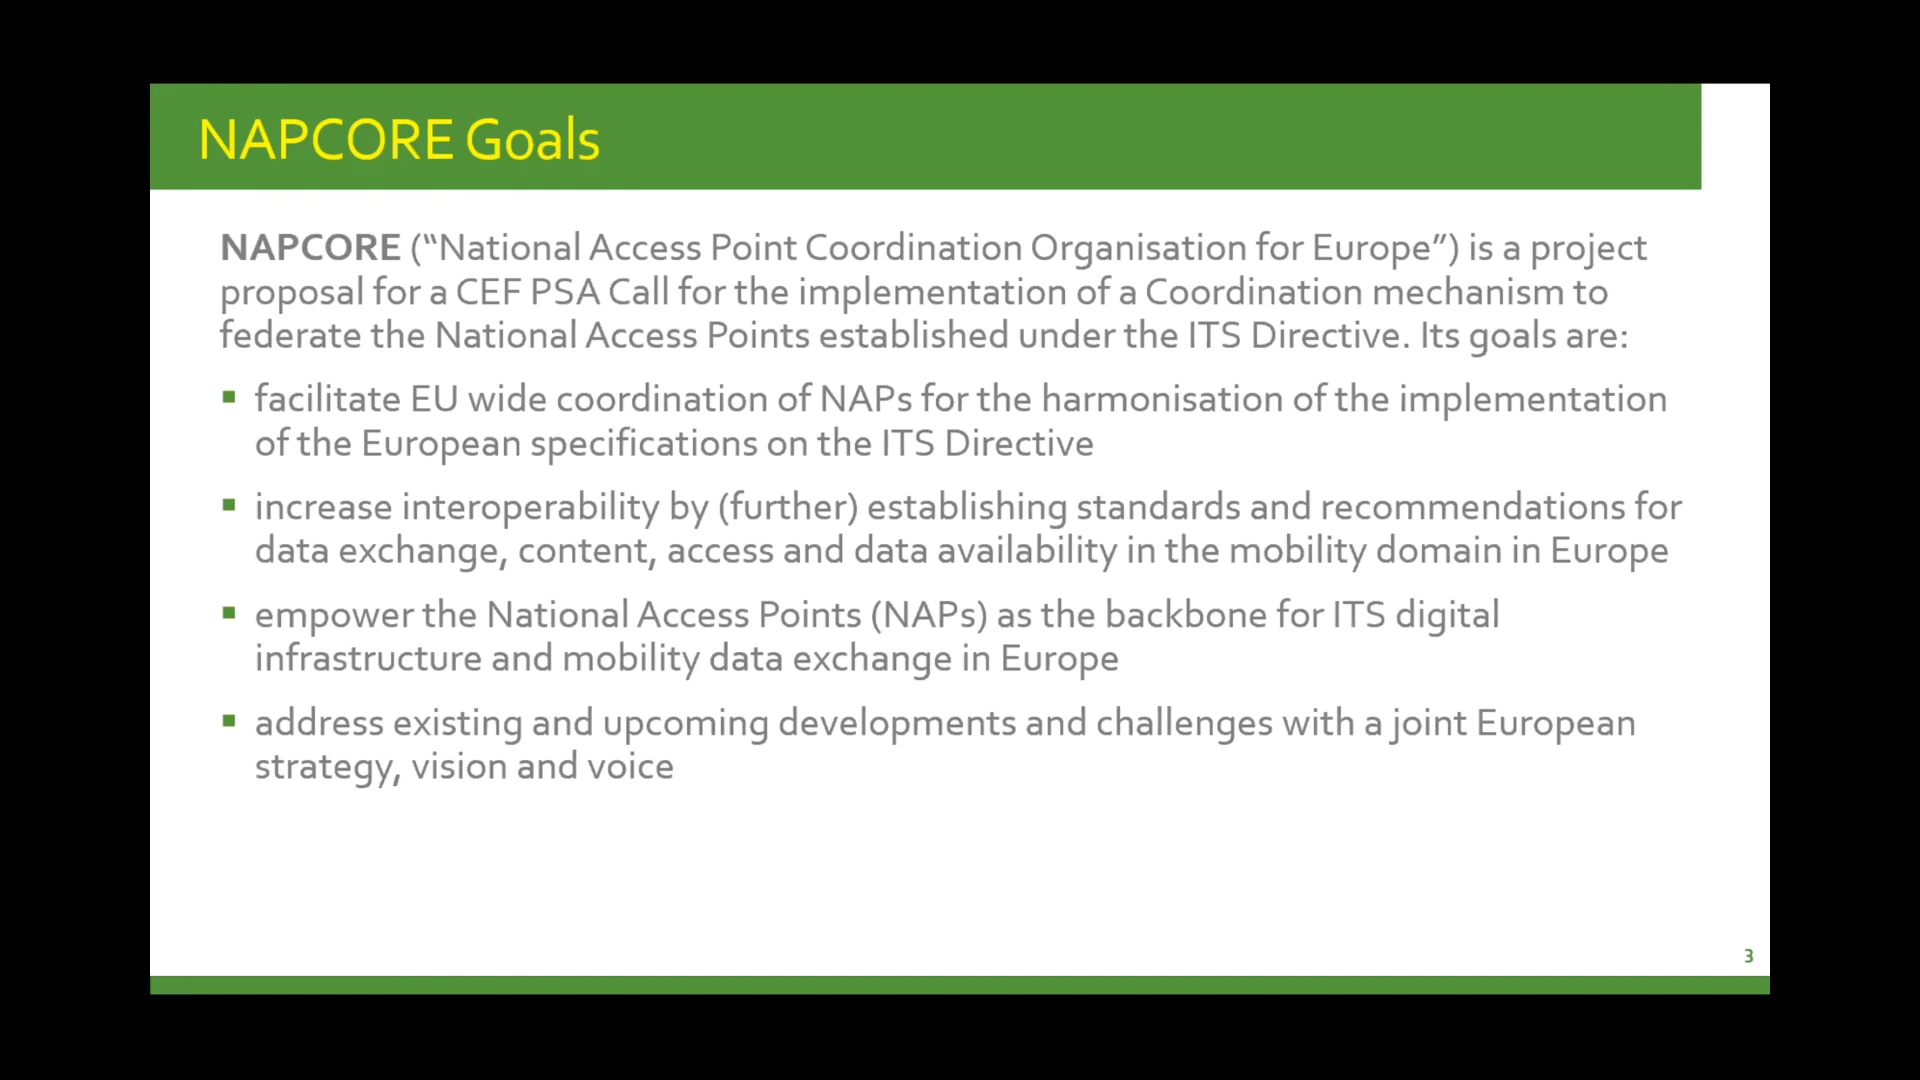 NAPCORE Goals
NAPCORE (“National Access Point Coordination Organisation for Europe”) is a project
proposal for a CEF PSA Call for the implementation of a Coordination mechanism to
federate the National Access Points established under the ITS Directive. Its goals are:
▪ facilitate EU wide coordination of NAPs for the harmonisation of the implementation
of the European specifications on the ITS Directive
▪ increase interoperability by (further) establishing standards and recommendations for
data exchange, content, access and data availability in the mobility domain in Europe
▪ empower the National Access Points (NAPs) as the backbone for ITS digital
infrastructure and mobility data exchange in Europe
▪ address existing and upcoming developments and challenges with a joint European
strategy, vision and voice
3